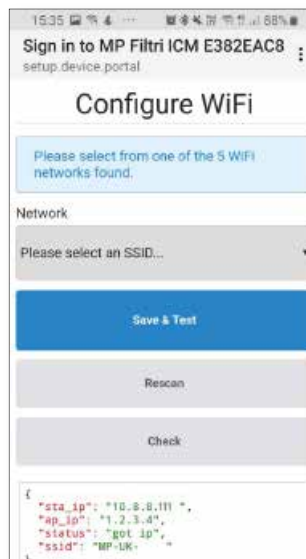 15:35 88%
Sign in to MP Filtri ICM E382EAC8
setup.device.portal
Configure WiFi
Please select from one of the 5 WiFi
networks found.
Network
Please select an SSID...
Save & Test
Rescan
Check
{
"sta_ip": "10.8.8.111 ",
"ap_ip": "1.2.3.4",
"status": "got ip",
"ssid": "MP-UK- "
}